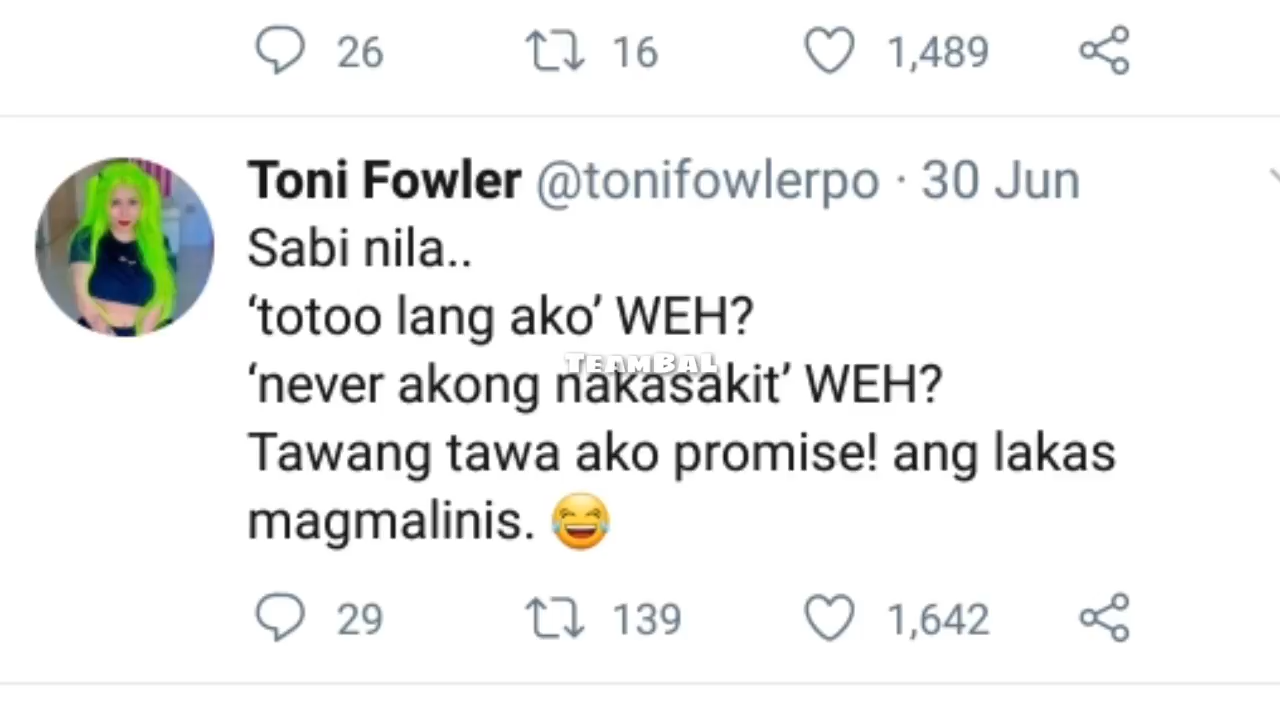 26 16 1,489
Toni Fowler @tonifowlerpo · 30 Jun
Sabi nila..
‘totoo lang ako’ WEH?
TeamBal
‘never akong nakasakit’ WEH?
Tawang tawa ako promise! ang lakas
magmalinis. 😂
29 139 1,642